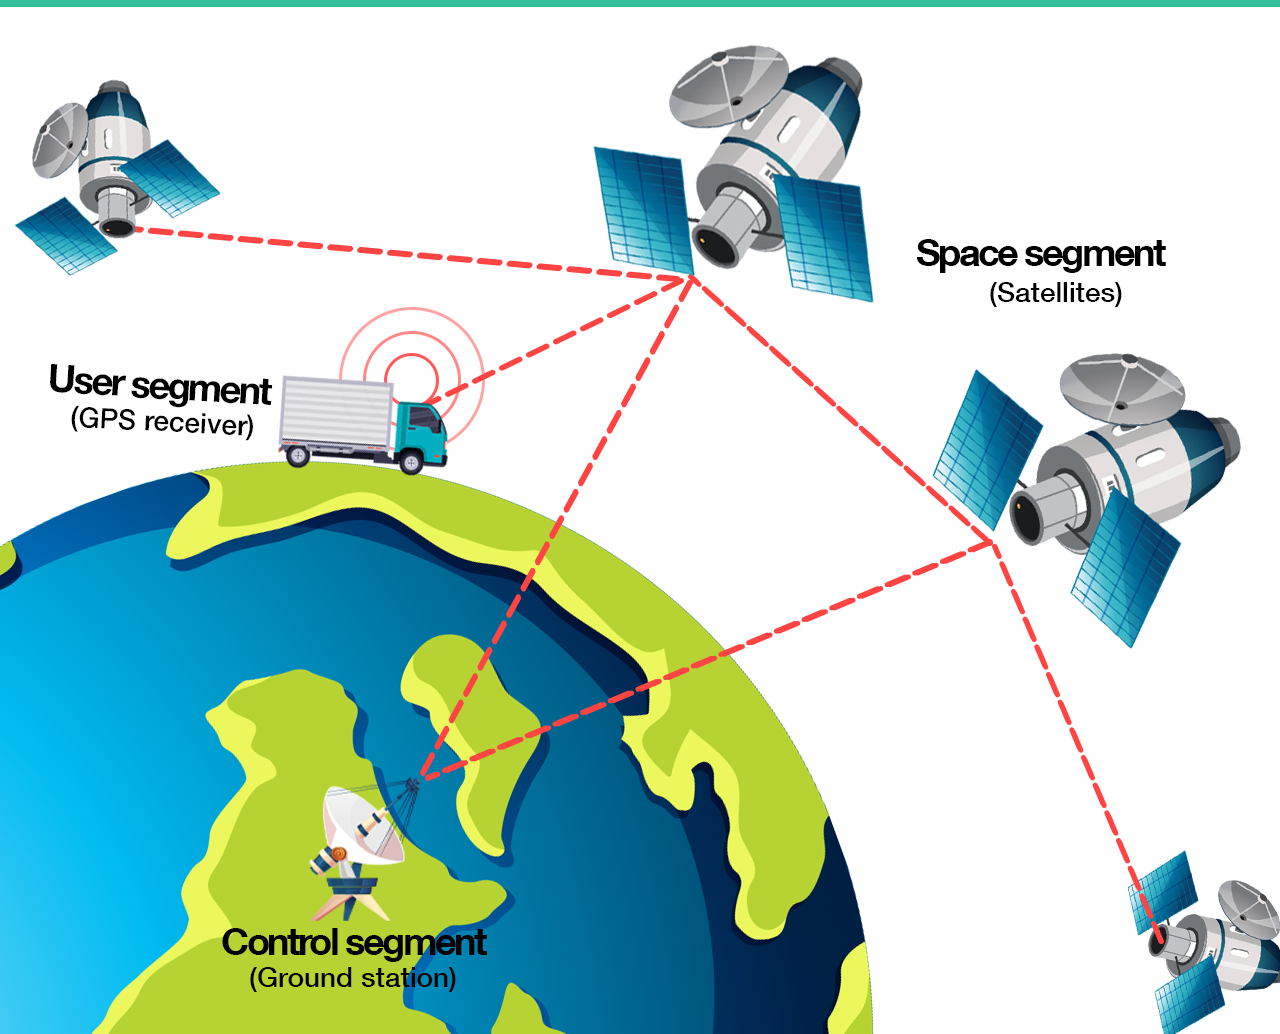 Space segment
(Satellites)
User segment
(GPS receiver)
Control segment
(Ground station)